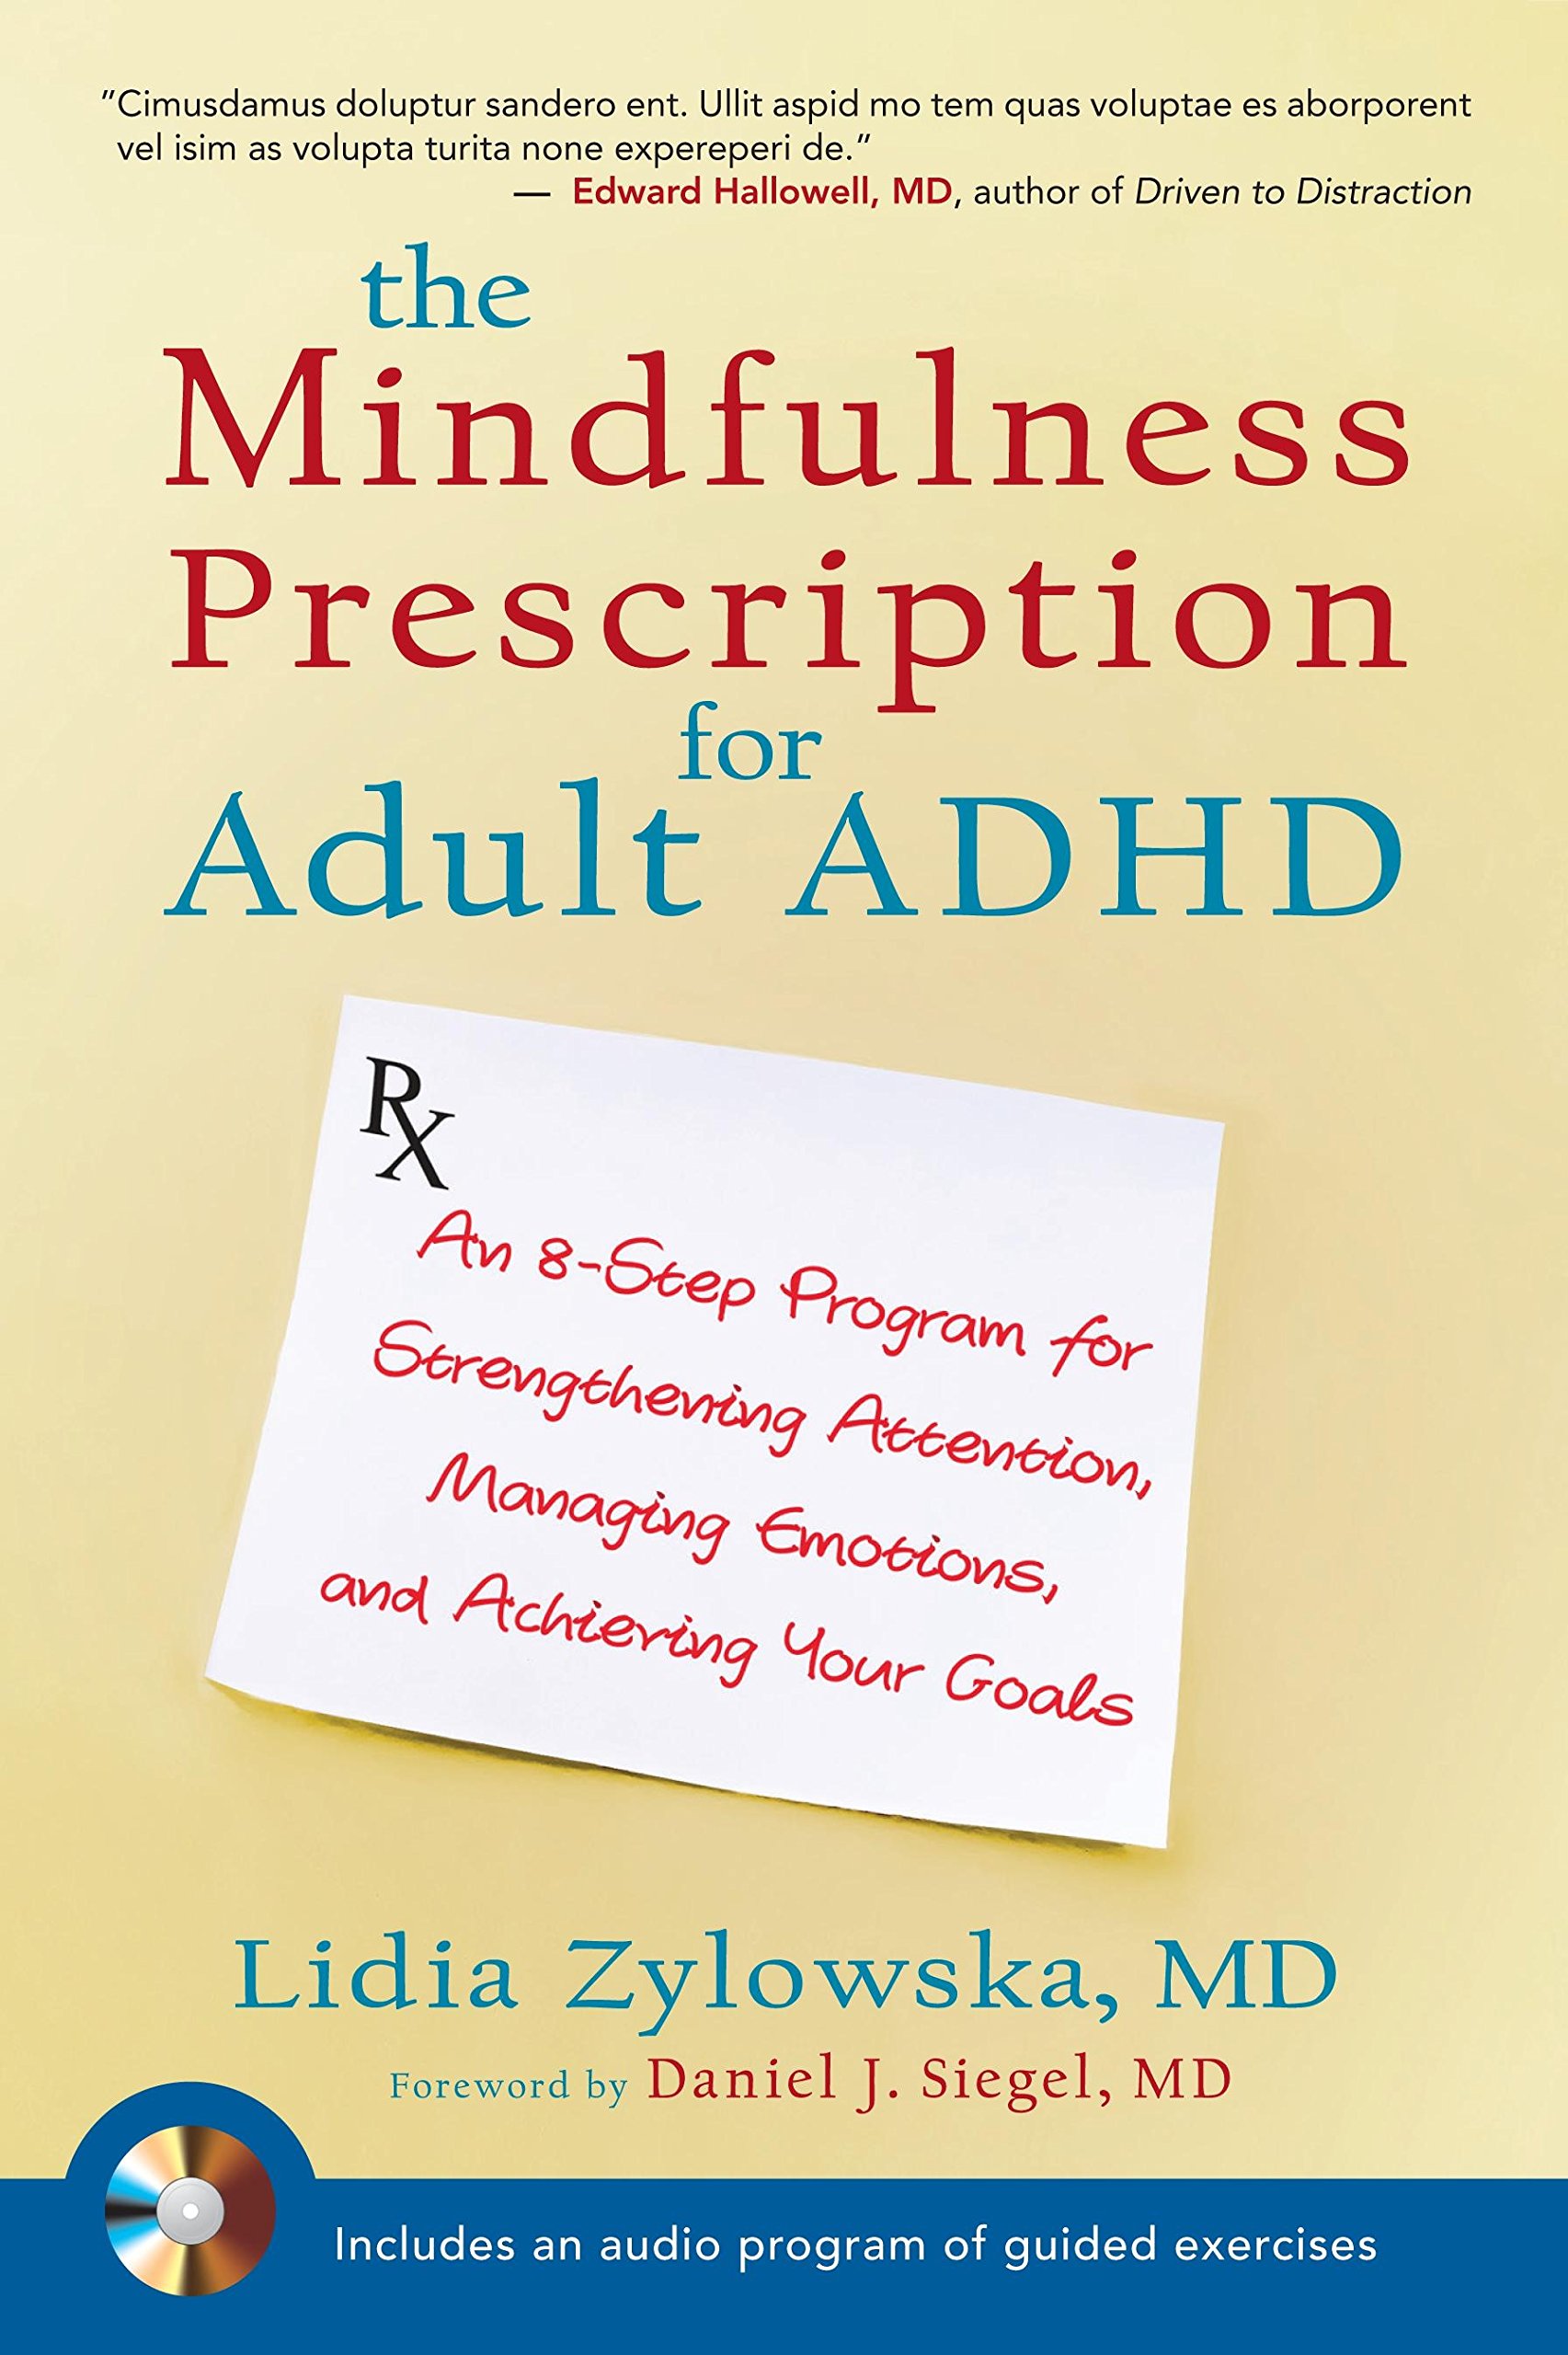 "Cimusdamus doluptur sandero ent. Ullit aspid mo tem quas voluptae es aborporent
vel isim as volupta turita none expereperi de."
— Edward Hallowell, MD, author of Driven to Distraction
the
Mindfulness
Prescription
for
Adult ADHD
Rx
An 8-Step Program for
Strengthening Attention,
Managing Emotions,
and Achieving Your Goals
Lidia Zylowska, MD
Foreword by Daniel J. Siegel, MD
Includes an audio program of guided exercises